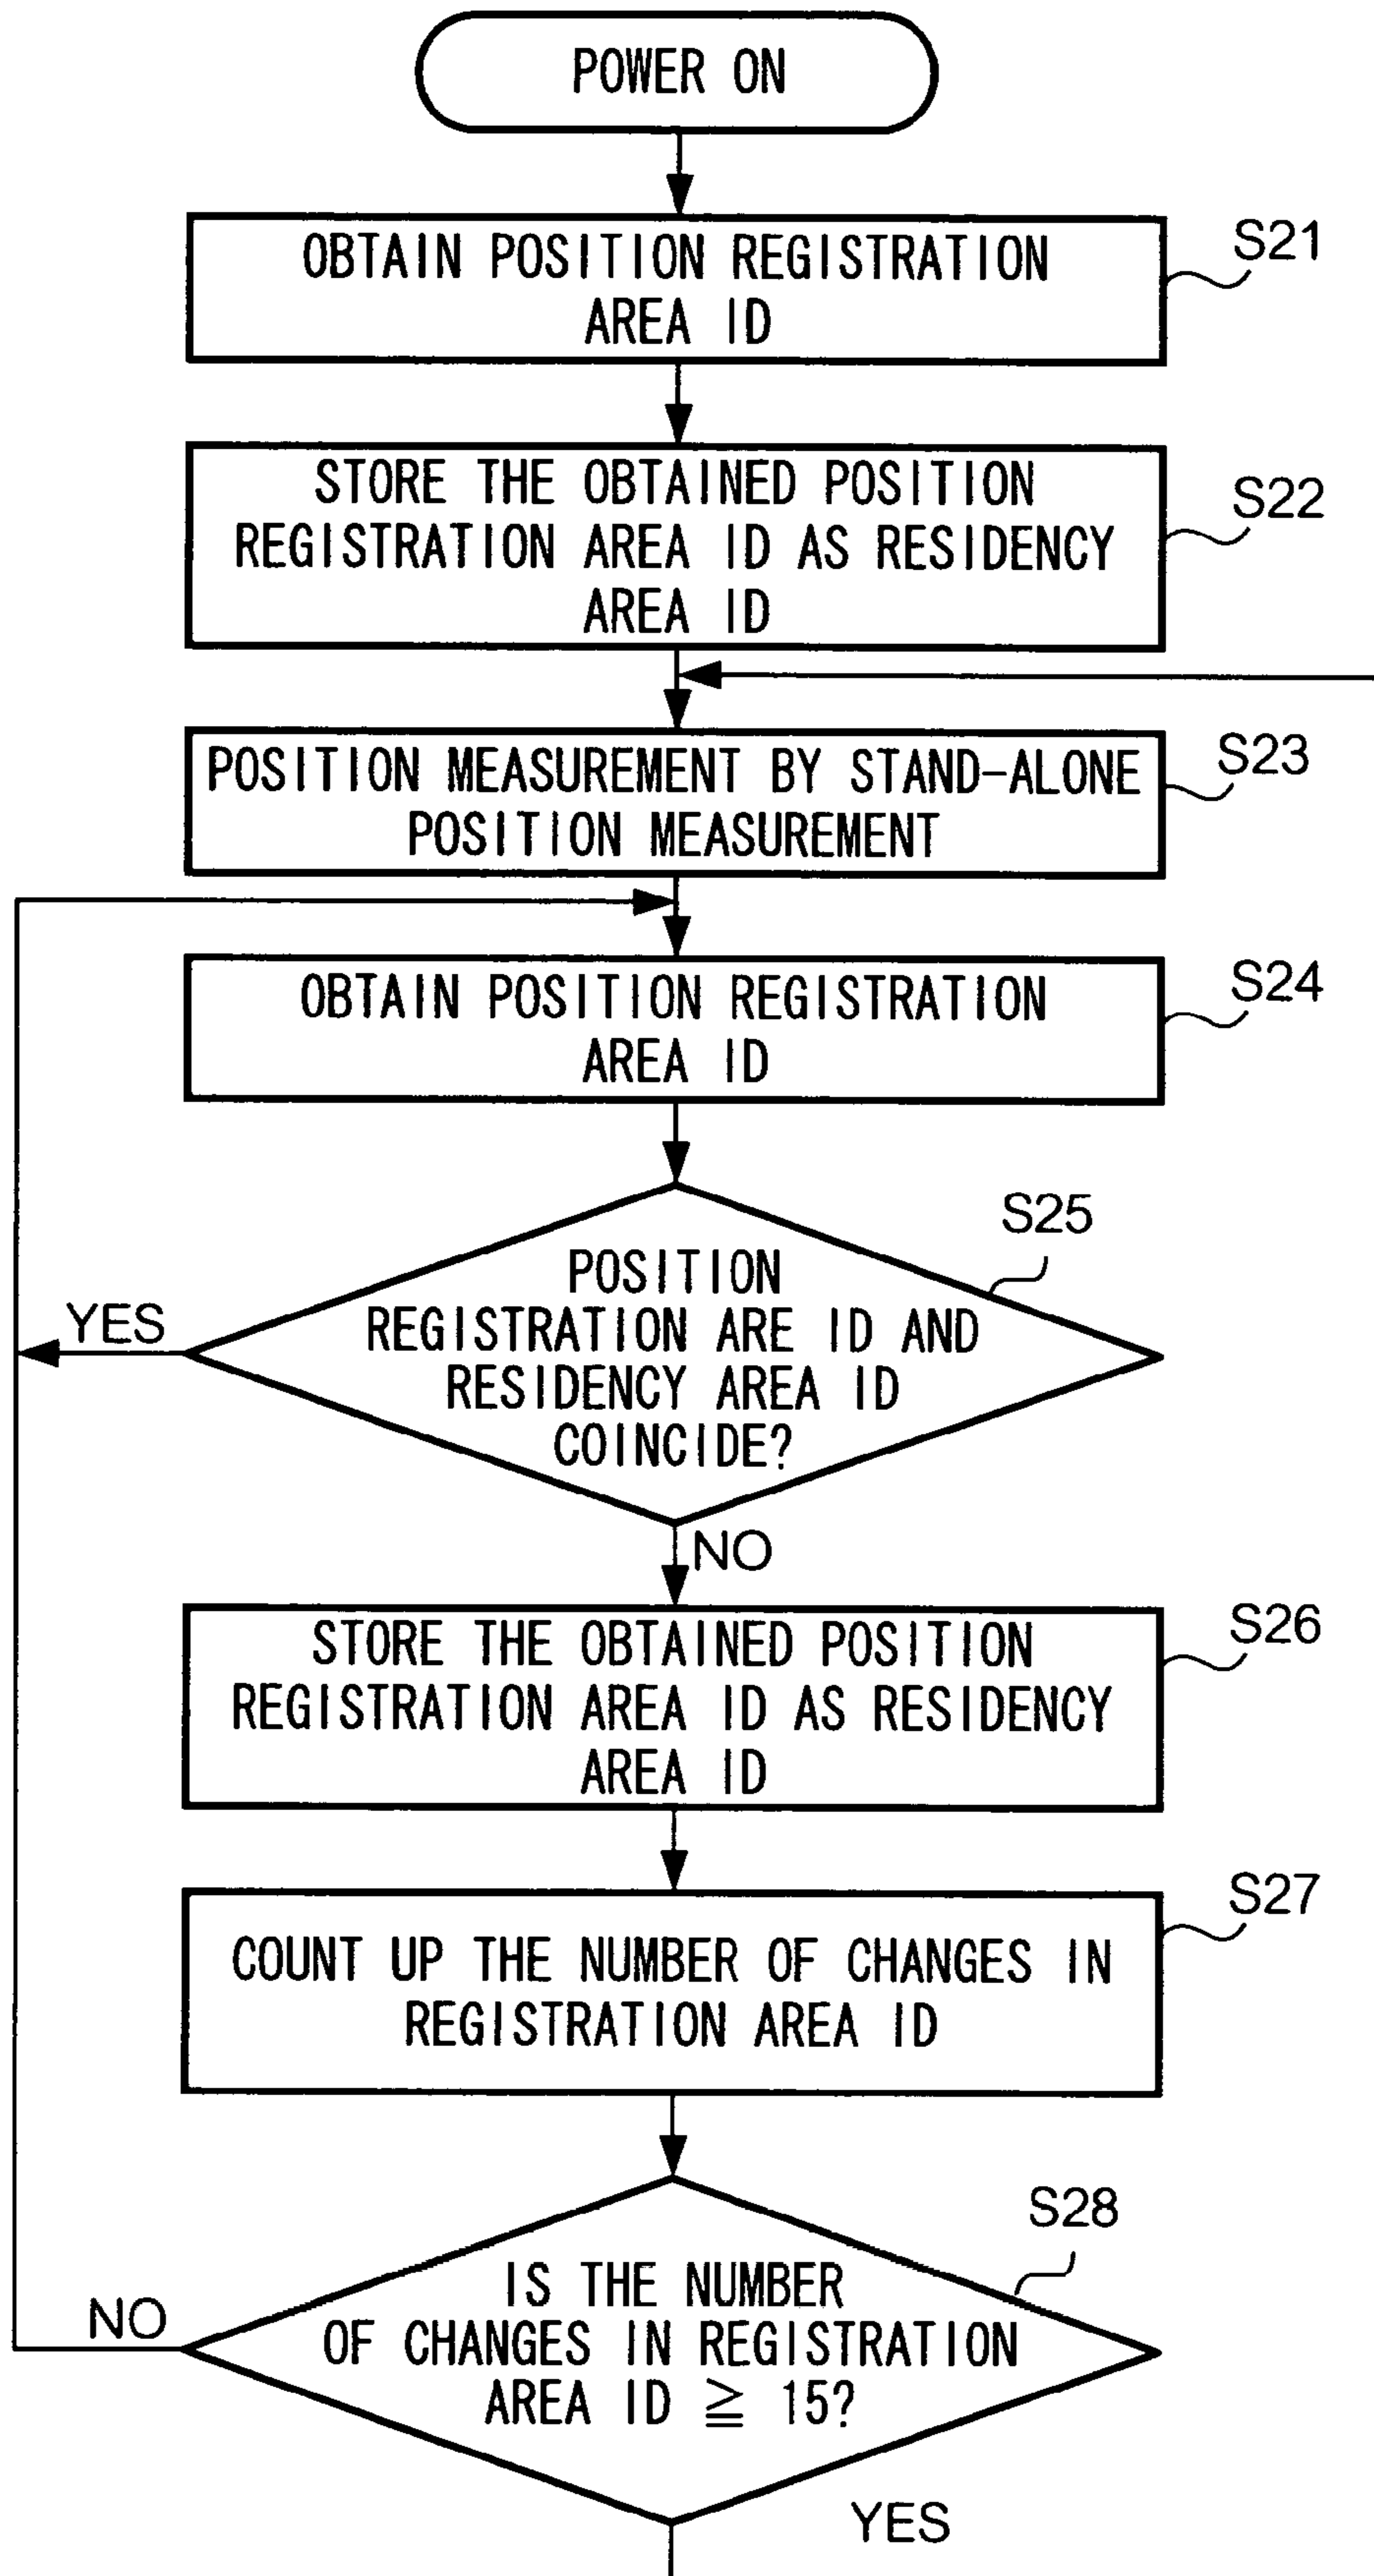 POWER ON
OBTAIN POSITION REGISTRATION
AREA ID
S21
STORE THE OBTAINED POSITION
REGISTRATION AREA ID AS RESIDENCY
AREA ID
S22
POSITION MEASUREMENT BY STAND-ALONE
POSITION MEASUREMENT
S23
OBTAIN POSITION REGISTRATION
AREA ID
S24
S25
POSITION
REGISTRATION ARE ID AND
RESIDENCY AREA ID
COINCIDE?
YES
NO
STORE THE OBTAINED POSITION
REGISTRATION AREA ID AS RESIDENCY
AREA ID
S26
COUNT UP THE NUMBER OF CHANGES IN
REGISTRATION AREA ID
S27
S28
IS THE NUMBER
OF CHANGES IN REGISTRATION
AREA ID ≧ 15?
NO
YES